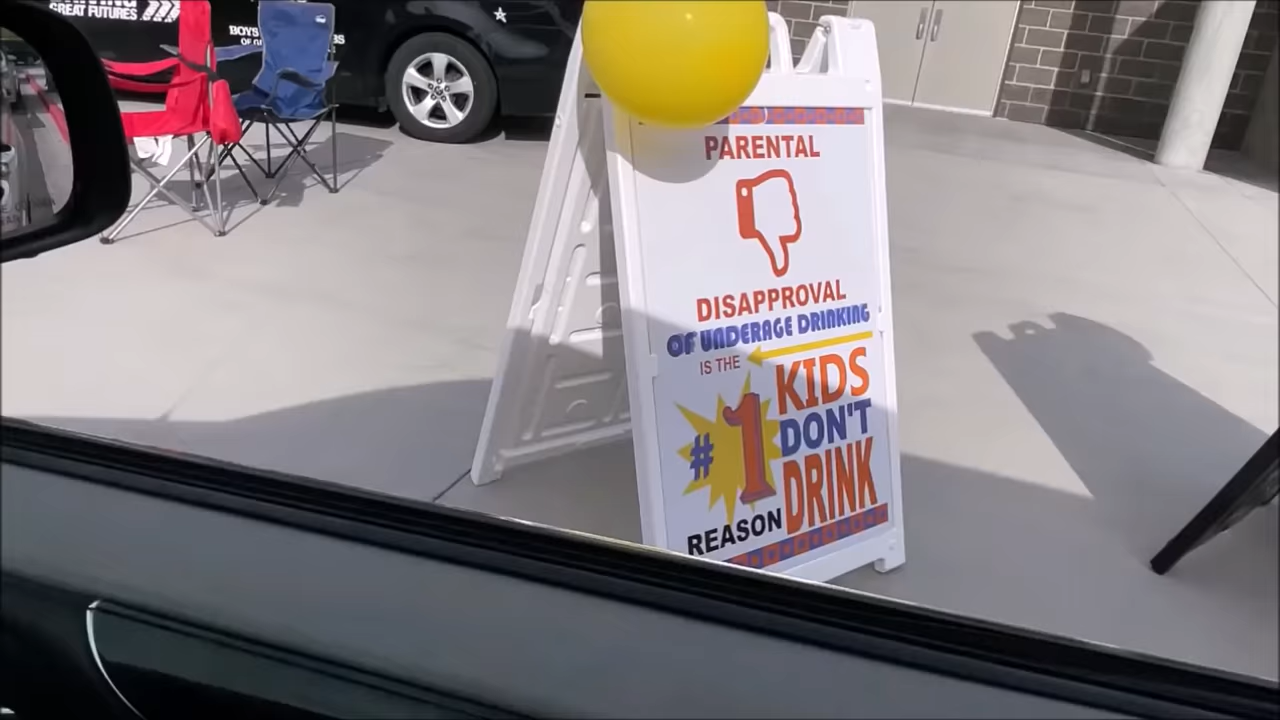 GREAT FUTURES
BOYS
PARENTAL
DISAPPROVAL
OF UNDERAGE DRINKING
IS THE
#1
REASON
KIDS
DON'T
DRINK